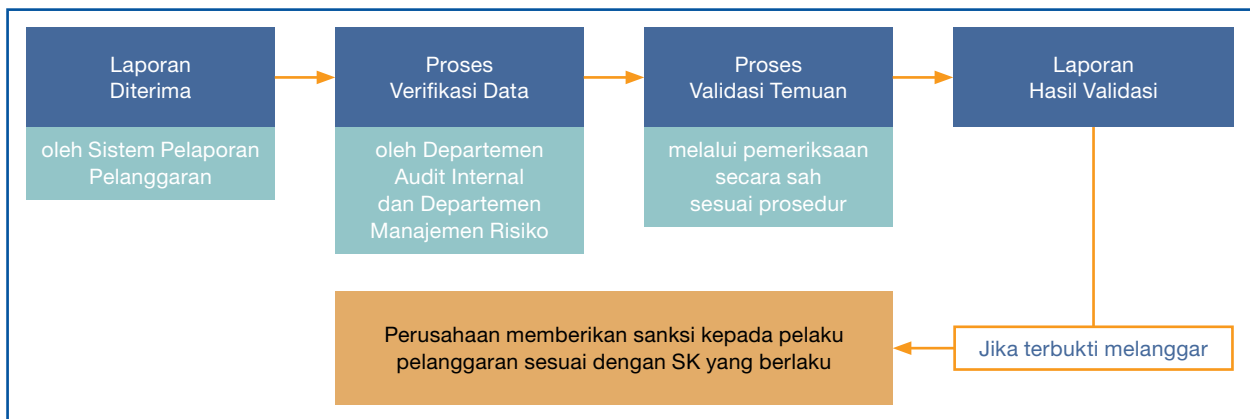 Laporan
Diterima
oleh Sistem Pelaporan
Pelanggaran
Proses
Verifikasi Data
oleh Departemen
Audit Internal
dan Departemen
Manajemen Risiko
Proses
Validasi Temuan
melalui pemeriksaan
secara sah
sesuai prosedur
Laporan
Hasil Validasi
Jika terbukti melanggar
Perusahaan memberikan sanksi kepada pelaku
pelanggaran sesuai dengan SK yang berlaku